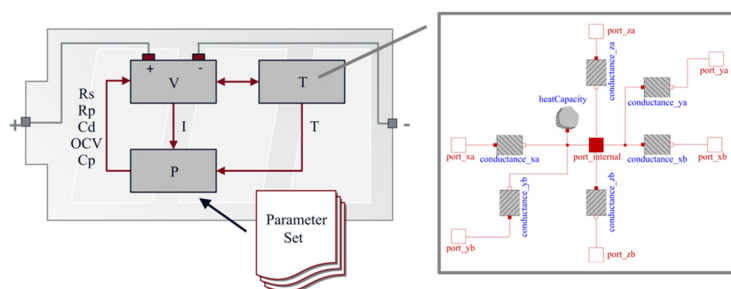 + -
V
T
Rs
Rp
Cd
OCV
Cp
I
T
+
-
P
Parameter
Set
port_za
conductance_za
port_ya
conductance_ya
heatCapacity
port_xa
conductance_xa
port_internal
conductance_xb
port_xb
conductance_yb
conductance_zb
port_yb
port_zb